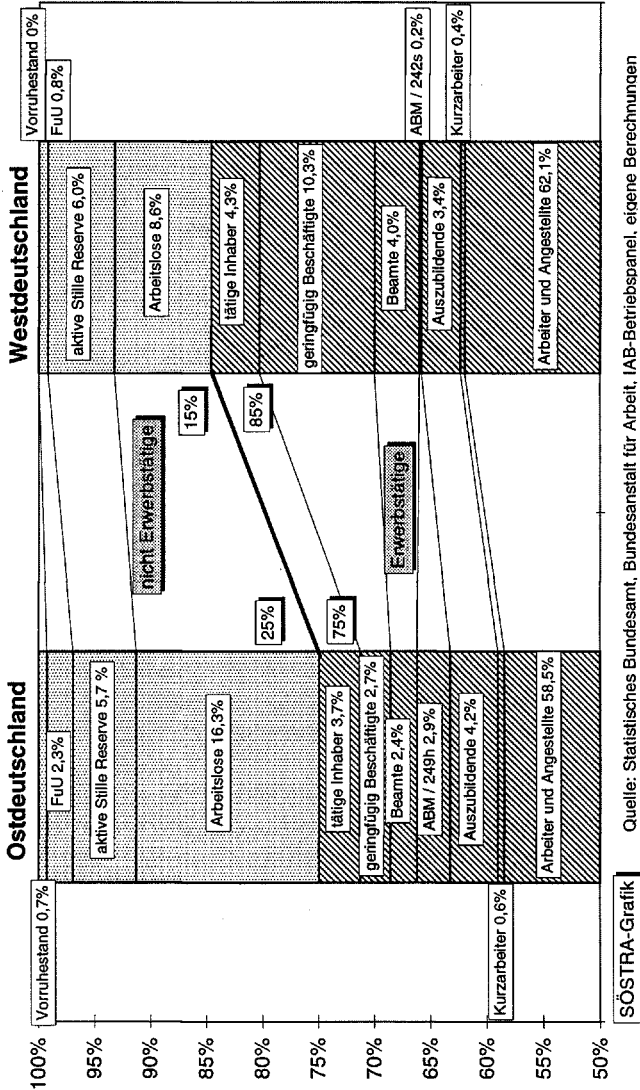 Ostdeutschland
Westdeutschland
100%
95%
90%
85%
80%
75%
70%
65%
60%
55%
50%
Vorruhestand 0,7%
FuU 2,3%
aktive Stille Reserve 5,7 %
Arbeitslose 16,3%
tätige Inhaber 3,7%
geringfügig Beschäftigte 2,7%
Beamte 2,4%
ABM / 249h 2,9%
Auszubildende 4,2%
Kurzarbeiter 0,6%
Arbeiter und Angestellte 58,5%
nicht Erwerbstätige
25%
15%
75%
85%
Erwerbstätige
Vorruhestand 0%
FuU 0,8%
aktive Stille Reserve 6,0%
Arbeitslose 8,6%
tätige Inhaber 4,3%
geringfügig Beschäftigte 10,3%
Beamte 4,0%
ABM / 242s 0,2%
Auszubildende 3,4%
Kurzarbeiter 0,4%
Arbeiter und Angestellte 62,1%
SÖSTRA-Grafik
Quelle: Statistisches Bundesamt, Bundesanstalt für Arbeit, IAB-Betriebspanel, eigene Berechnungen